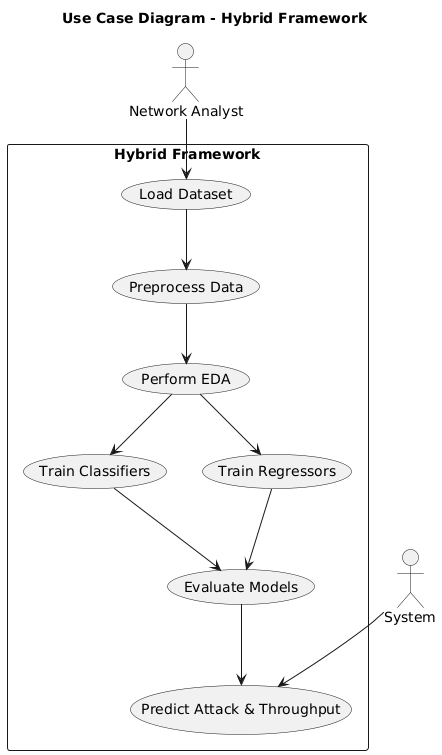 Use Case Diagram - Hybrid Framework
Network Analyst
Hybrid Framework
Load Dataset
Preprocess Data
Perform EDA
Train Classifiers
Train Regressors
Evaluate Models
System
Predict Attack & Throughput